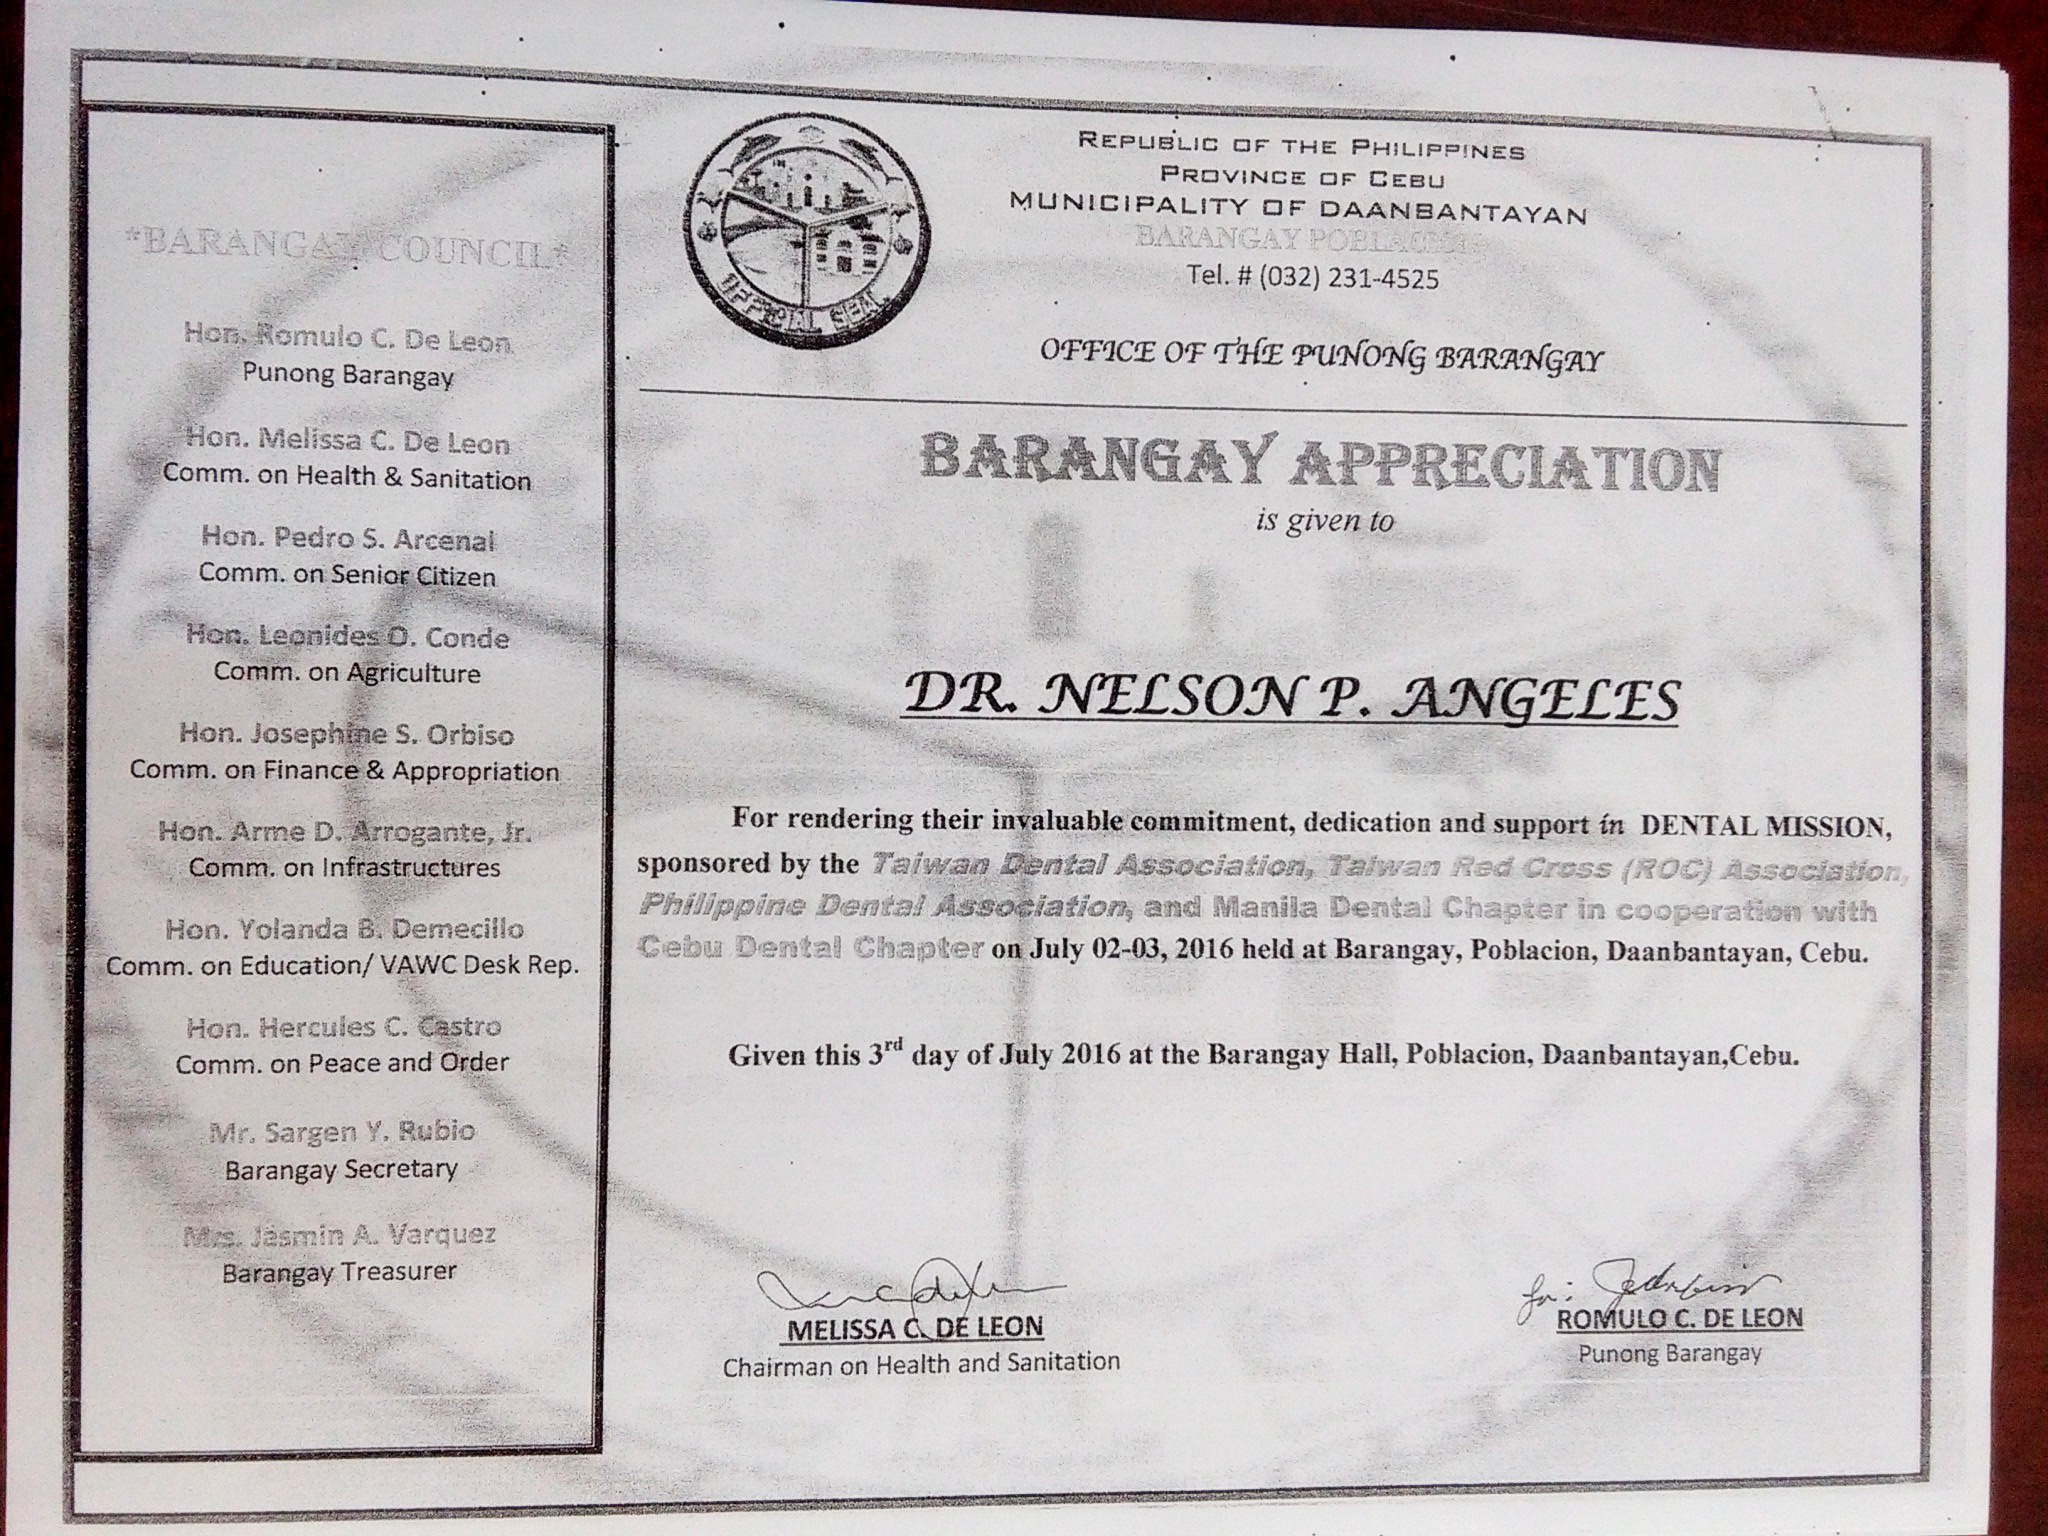 *BARANGAY COUNCIL*
Hon. Romulo C. De Leon
Punong Barangay
Hon. Melissa C. De Leon
Comm. on Health & Sanitation
Hon. Pedro S. Arcenal
Comm. on Senior Citizen
Hon. Leonides O. Conde
Comm. on Agriculture
Hon. Josephine S. Orbiso
Comm. on Finance & Appropriation
Hon. Arme D. Arrogante, Jr.
Comm. on Infrastructures
Hon. Yolanda B. Demecillo
Comm. on Education/ VAWC Desk Rep.
Hon. Hercules C. Castro
Comm. on Peace and Order
Mr. Sargen Y. Rubio
Barangay Secretary
Mrs. Jasmin A. Varquez
Barangay Treasurer
OFFICIAL SEAL
REPUBLIC OF THE PHILIPPINES
PROVINCE OF CEBU
MUNICIPALITY OF DAANBANTAYAN
BARANGAY POBLACION
Tel. # (032) 231-4525
OFFICE OF THE PUNONG BARANGAY
BARANGAY APPRECIATION
is given to
DR. NELSON P. ANGELES
For rendering their invaluable commitment, dedication and support in DENTAL MISSION,
sponsored by the Taiwan Dental Association, Taiwan Red Cross (ROC) Association,
Philippine Dental Association, and Manila Dental Chapter in cooperation with
Cebu Dental Chapter on July 02-03, 2016 held at Barangay, Poblacion, Daanbantayan, Cebu.
Given this 3rd day of July 2016 at the Barangay Hall, Poblacion, Daanbantayan,Cebu.
MELISSA C. DE LEON
Chairman on Health and Sanitation
for:
ROMULO C. DE LEON
Punong Barangay